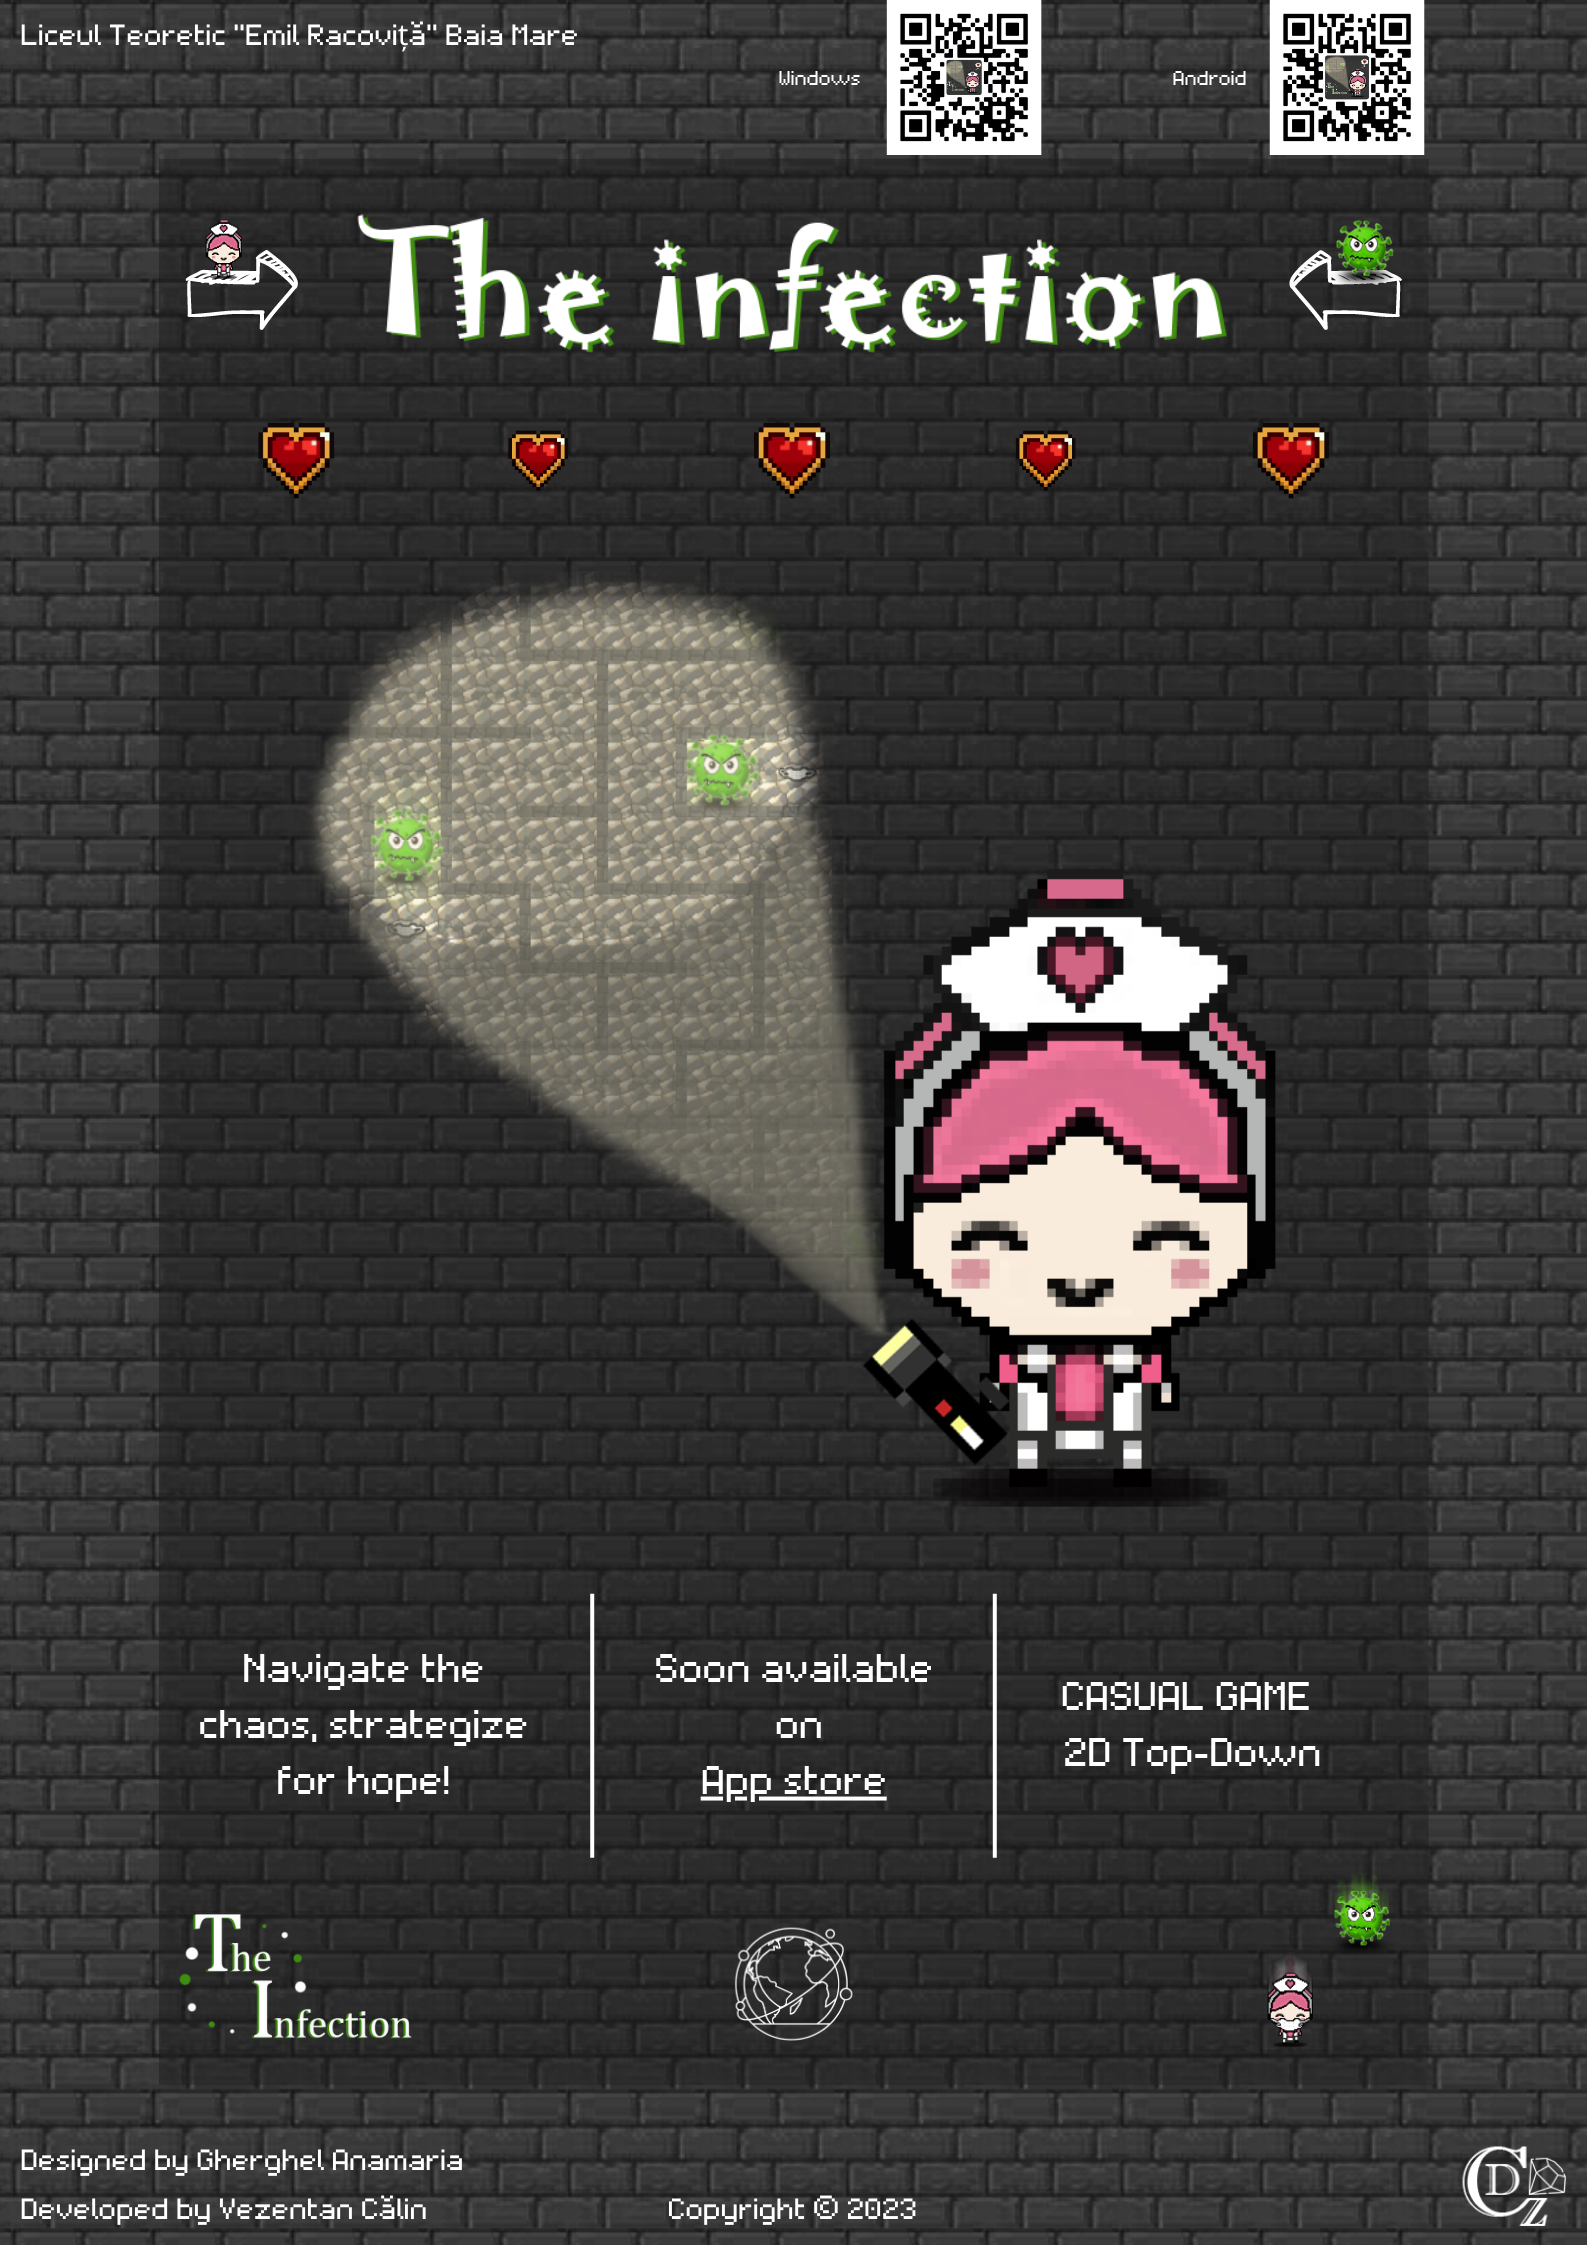 Liceul Teoretic "Emil Racoviță" Baia Mare
Windows
Android
The infection
Navigate the
chaos, strategize
for hope!
Soon available
on
App store
CASUAL GAME
2D Top-Down
The
Infection
Designed by Gherghel Anamaria
Developed by Vezentan Călin
Copyright © 2023
CDZ